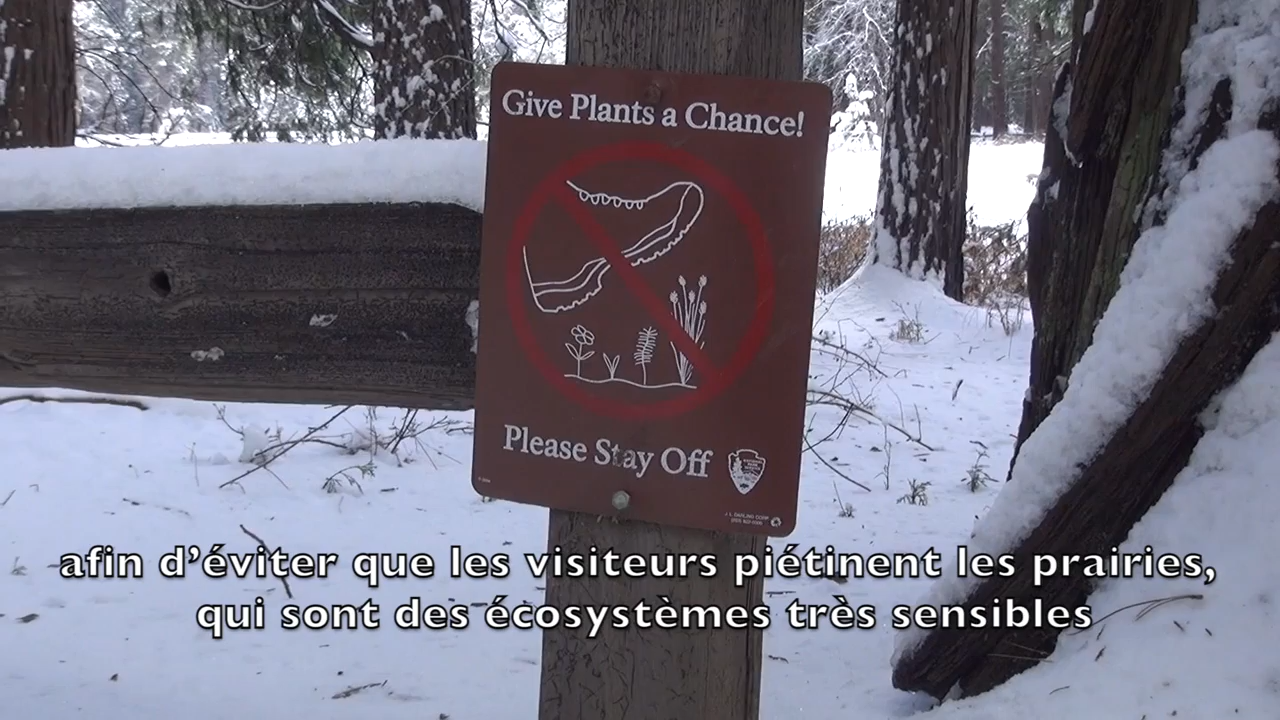 Give Plants a Chance!
Please Stay Off
afin d’éviter que les visiteurs piétinent les prairies,
qui sont des écosystèmes très sensibles